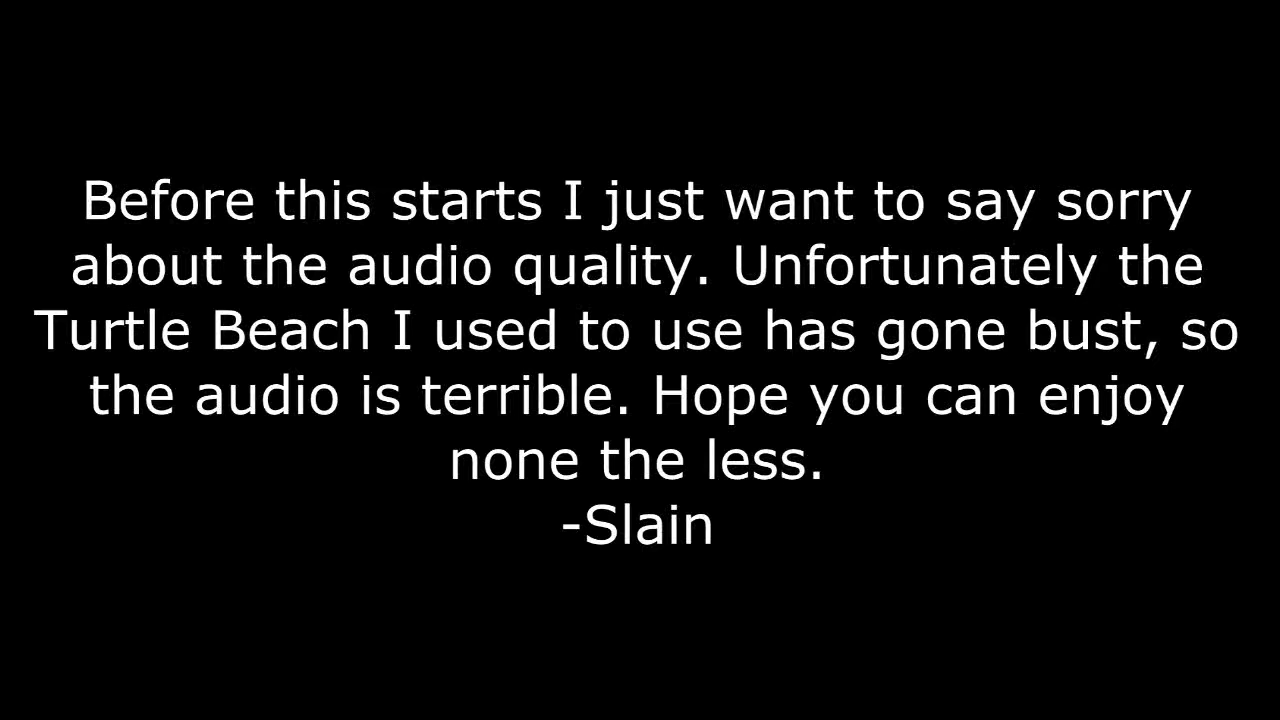 Before this starts I just want to say sorry
about the audio quality. Unfortunately the
Turtle Beach I used to use has gone bust, so
the audio is terrible. Hope you can enjoy
none the less.
-Slain